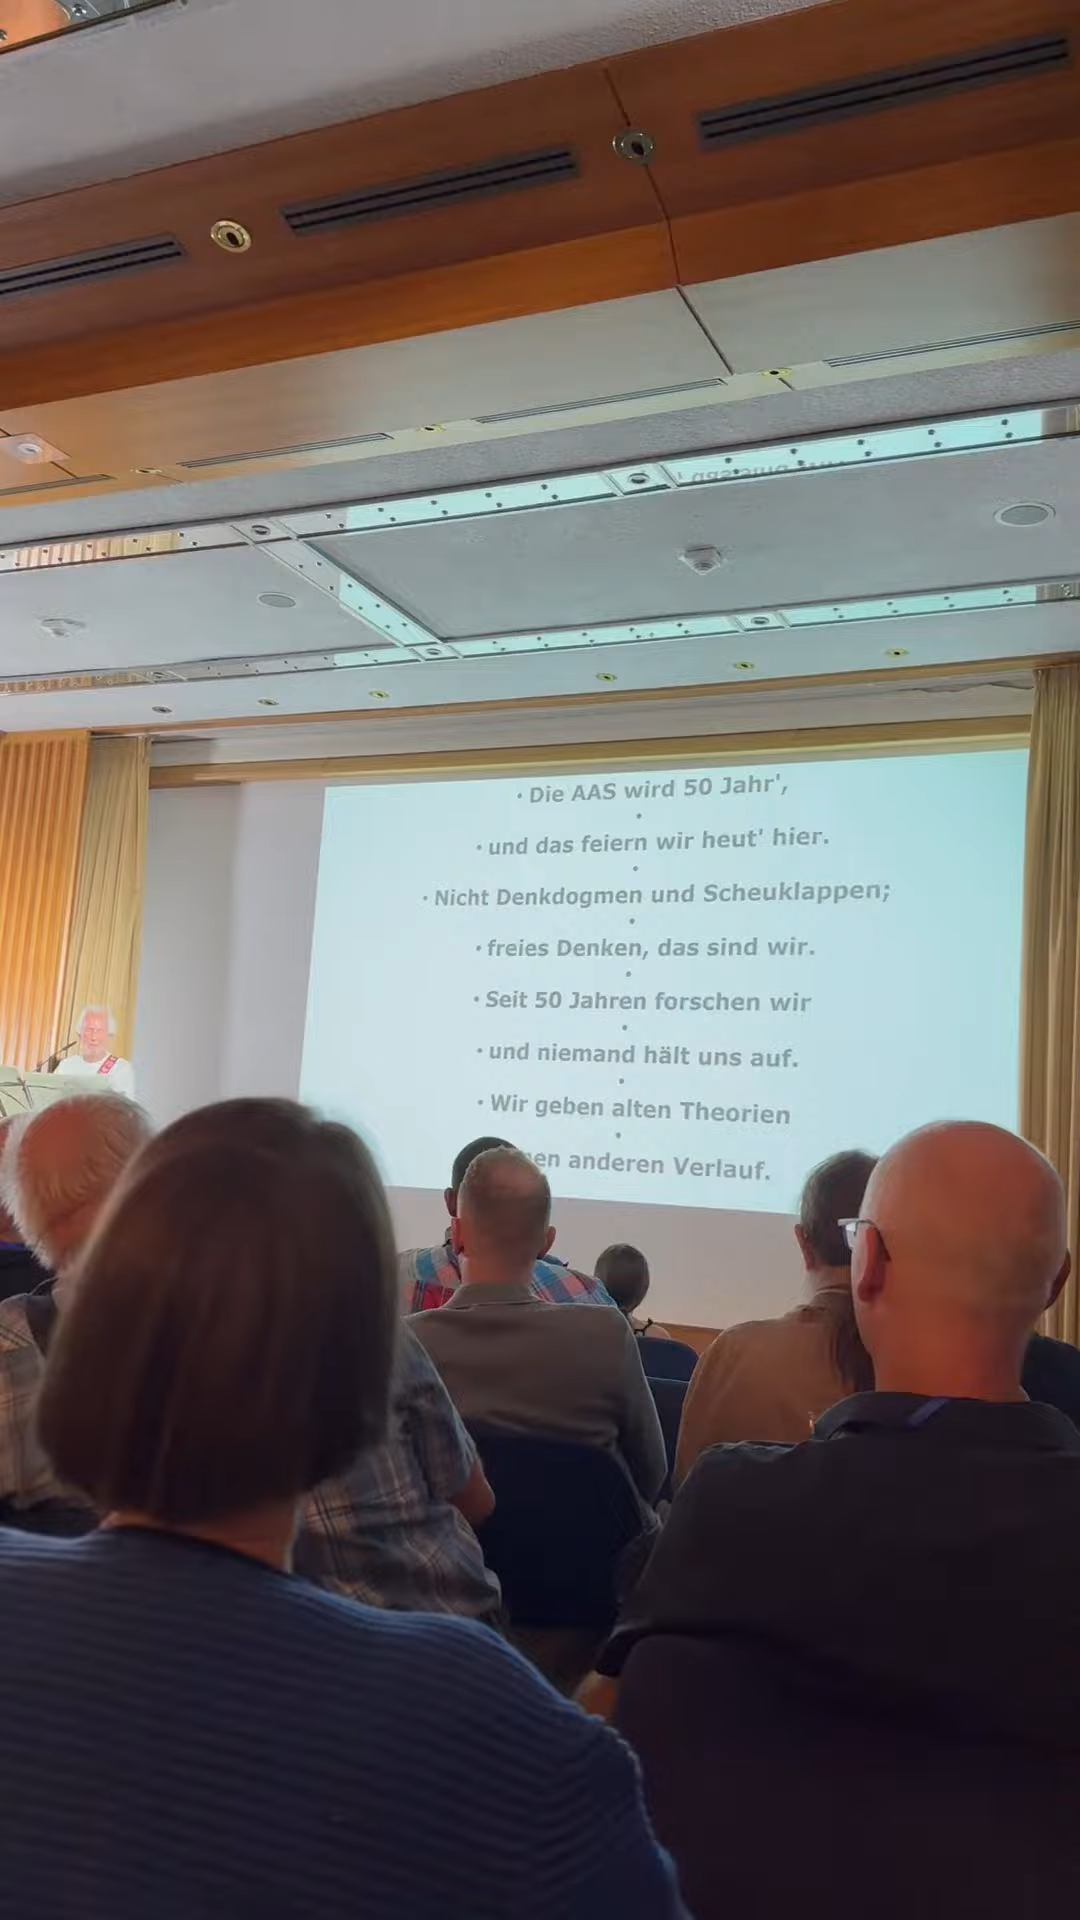 • Die AAS wird 50 Jahr',
•
• und das feiern wir heut' hier.
•
• Nicht Denkdogmen und Scheuklappen;
•
• freies Denken, das sind wir.
•
• Seit 50 Jahren forschen wir
•
• und niemand hält uns auf.
•
• Wir geben alten Theorien
•
anderen Verlauf.